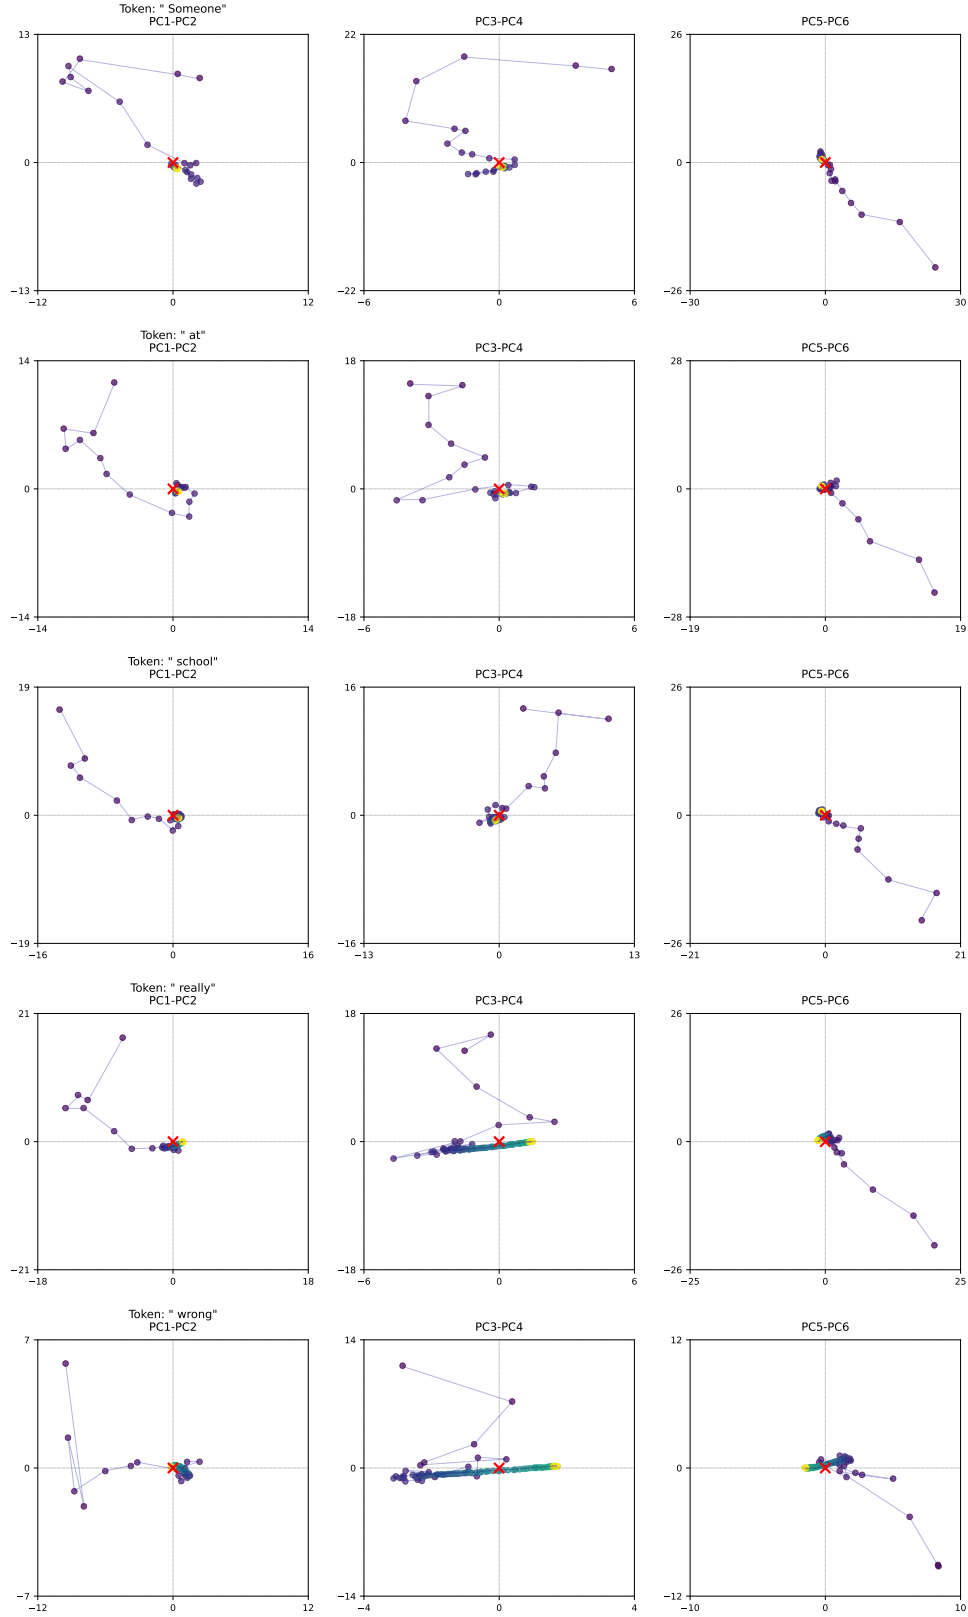 Token: " Someone"
PC1-PC2 PC3-PC4 PC5-PC6
13 22 26
0 0 0
−13 −22 −26
−12 0 12 −6 0 6 −30 0 30
Token: " at"
PC1-PC2 PC3-PC4 PC5-PC6
14 18 28
0 0 0
−14 −18 −28
−14 0 14 −6 0 6 −19 0 19
Token: " school"
PC1-PC2 PC3-PC4 PC5-PC6
19 16 26
0 0 0
−19 −16 −26
−16 0 16 −13 0 13 −21 0 21
Token: " really"
PC1-PC2 PC3-PC4 PC5-PC6
21 18 26
0 0 0
−21 −18 −26
−18 0 18 −6 0 6 −25 0 25
Token: " wrong"
PC1-PC2 PC3-PC4 PC5-PC6
7 14 12
0 0 0
−7 −14 −12
−12 0 12 −4 0 4 −10 0 10